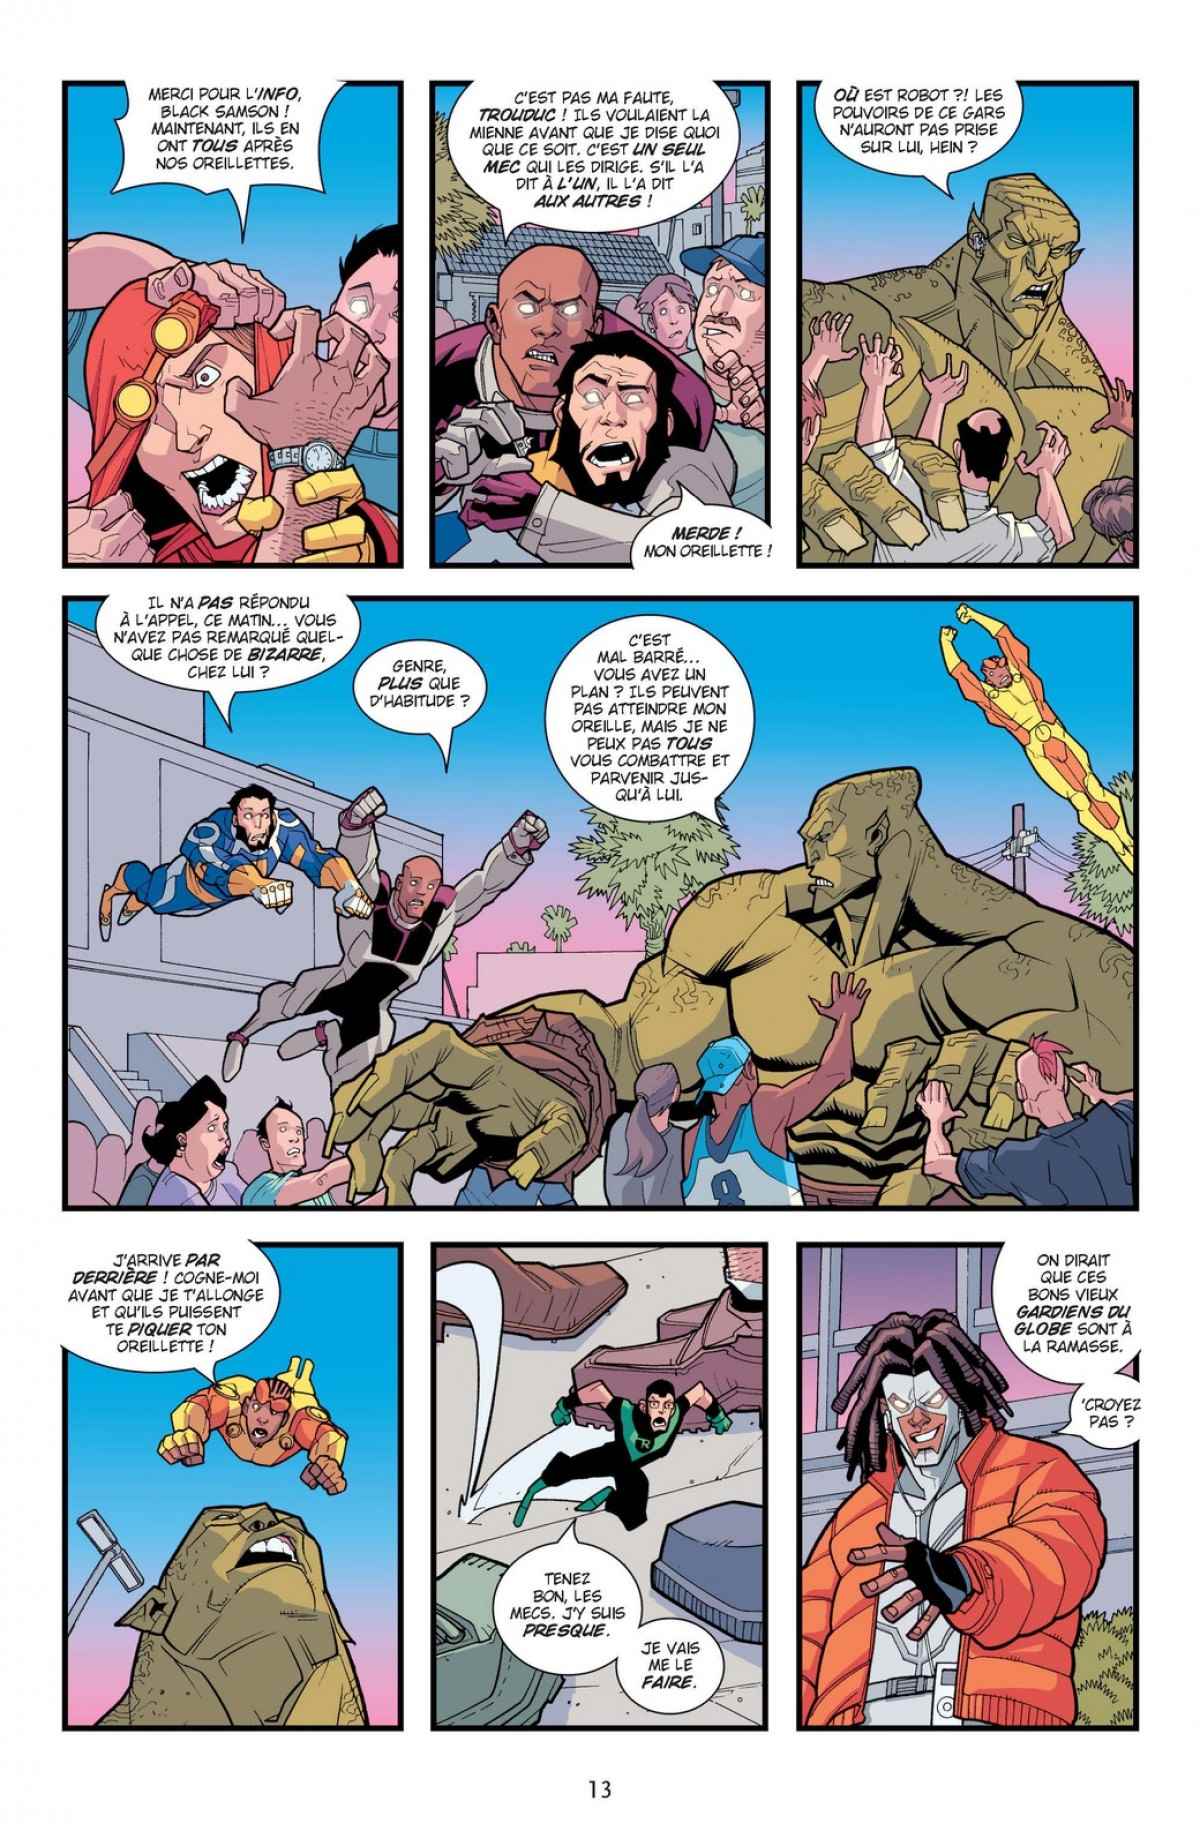 MERCI POUR L'INFO,
BLACK SAMSON !
MAINTENANT, ILS EN
ONT TOUS APRÈS
NOS OREILLETTES.
C'EST PAS MA FAUTE,
TROUDUC ! ILS VOULAIENT LA
MIENNE AVANT QUE JE DISE QUOI
QUE CE SOIT. C'EST UN SEUL
MEC QUI LES DIRIGE. S'IL L'A
DIT À L'UN, IL L'A DIT
AUX AUTRES !
MERDE !
MON OREILLETTE !
OÙ EST ROBOT ?! LES
POUVOIRS DE CE GARS
N'AURONT PAS PRISE
SUR LUI, HEIN ?
IL N'A PAS RÉPONDU
À L'APPEL, CE MATIN... VOUS
N'AVEZ PAS REMARQUÉ QUEL-
QUE CHOSE DE BIZARRE,
CHEZ LUI ?
GENRE,
PLUS QUE
D'HABITUDE ?
C'EST
MAL BARRÉ...
VOUS AVEZ UN
PLAN ? ILS PEUVENT
PAS ATTEINDRE MON
OREILLE, MAIS JE NE
PEUX PAS TOUS
VOUS COMBATTRE ET
PARVENIR JUS-
QU'À LUI.
J'ARRIVE PAR
DERRIÈRE ! COGNE-MOI
AVANT QUE JE T'ALLONGE
ET QU'ILS PUISSENT
TE PIQUER TON
OREILLETTE !
R
TENEZ
BON, LES
MECS. J'Y SUIS
PRESQUE.
JE VAIS
ME LE
FAIRE.
ON DIRAIT
QUE CES
BONS VIEUX
GARDIENS DU
GLOBE SONT À
LA RAMASSE.
'CROYEZ
PAS ?
13